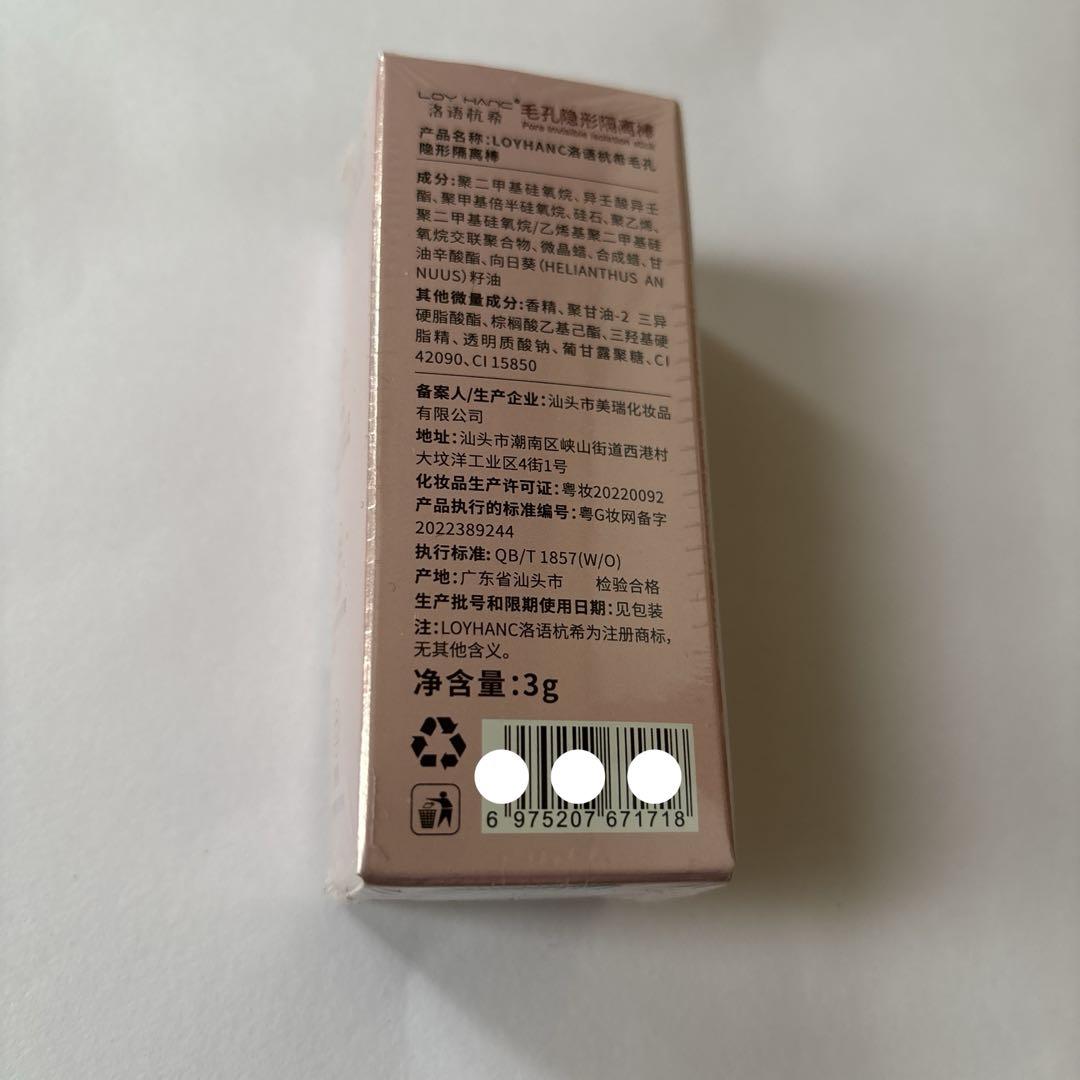 LOY HANC®
洛语杭希
毛孔隐形隔离棒
Pore invisible isolation stick
产品名称:LOYHANC洛语杭希毛孔
隐形隔离棒
成分:聚二甲基硅氧烷、异壬酸异壬
酯、聚甲基倍半硅氧烷、硅石、聚乙烯、
聚二甲基硅氧烷/乙烯基聚二甲基硅
氧烷交联聚合物、微晶蜡、合成蜡、甘
油辛酸酯、向日葵(HELIANTHUS AN
NUUS)籽油
其他微量成分:香精、聚甘油-2 三异
硬脂酸酯、棕榈酸乙基己酯、三羟基硬
脂精、透明质酸钠、葡甘露聚糖、CI
42090、CI 15850
备案人/生产企业:汕头市美瑞化妆品
有限公司
地址:汕头市潮南区峡山街道西港村
大坟洋工业区4街1号
化妆品生产许可证:粤妆20220092
产品执行的标准编号:粤G妆网备字
2022389244
执行标准:QB/T 1857(W/O)
产地:广东省汕头市 检验合格
生产批号和限期使用日期:见包装
注:LOYHANC洛语杭希为注册商标,
无其他含义。
净含量:3g
6 975207 671718